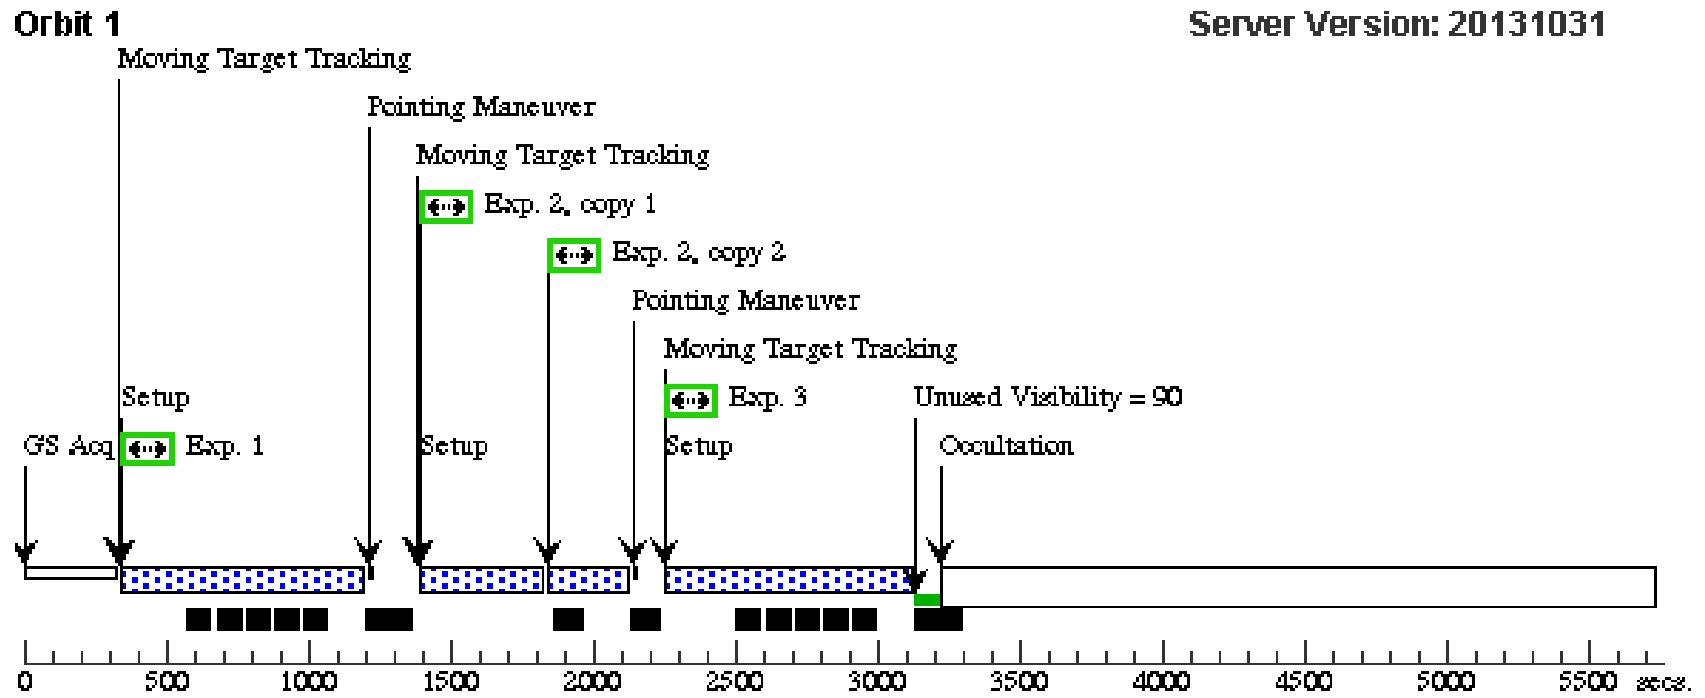 Orbit 1 Server Version: 20131031
Moving Target Tracking
Pointing Maneuver
Moving Target Tracking
Exp. 2, copy 1
Exp. 2, copy 2
Pointing Maneuver
Moving Target Tracking
Setup Exp. 3 Unused Visibility = 90
GS Acq Exp. 1 Setup Setup Occultation
0 500 1000 1500 2000 2500 3000 3500 4000 4500 5000 5500 secs.